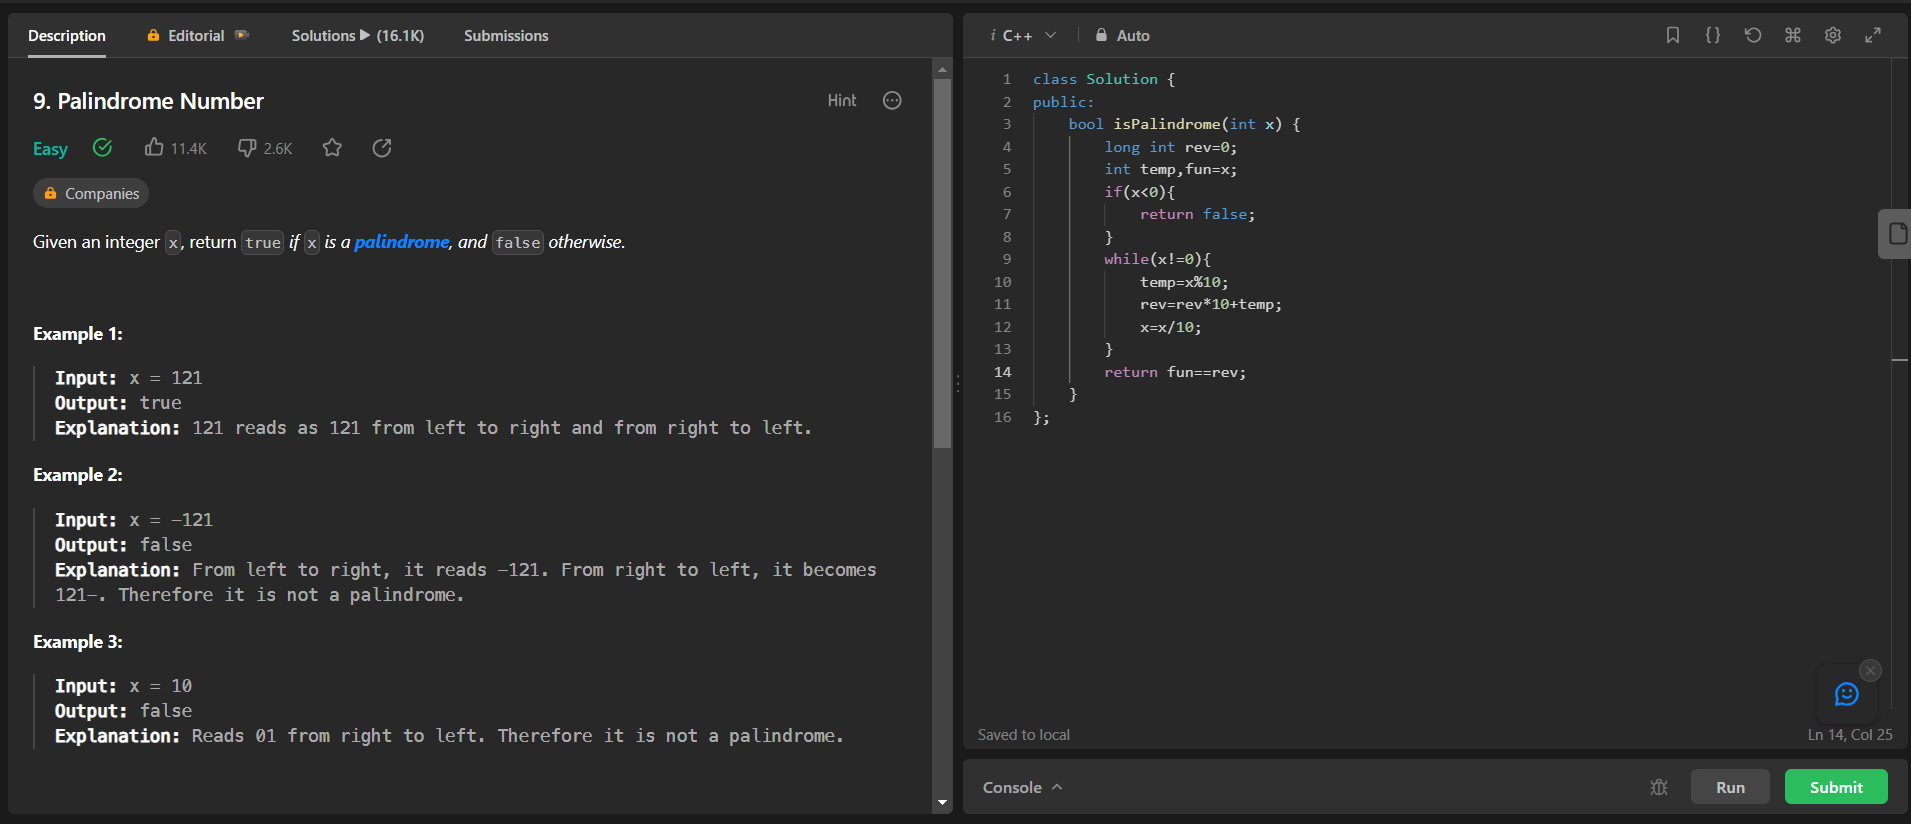 Description
Editorial
Solutions (16.1K)
Submissions
9. Palindrome Number
Hint
Easy
11.4K
2.6K
Companies
Given an integer x, return true if x is a palindrome, and false otherwise.
Example 1:
Input: x = 121
Output: true
Explanation: 121 reads as 121 from left to right and from right to left.
Example 2:
Input: x = -121
Output: false
Explanation: From left to right, it reads -121. From right to left, it becomes
121-. Therefore it is not a palindrome.
Example 3:
Input: x = 10
Output: false
Explanation: Reads 01 from right to left. Therefore it is not a palindrome.
i C++
Auto
1 class Solution {
2 public:
3     bool isPalindrome(int x) {
4         long int rev=0;
5         int temp,fun=x;
6         if(x<0){
7             return false;
8         }
9         while(x!=0){
10             temp=x%10;
11             rev=rev*10+temp;
12             x=x/10;
13         }
14         return fun==rev;
15     }
16 };
Saved to local
Ln 14, Col 25
Console
Run
Submit